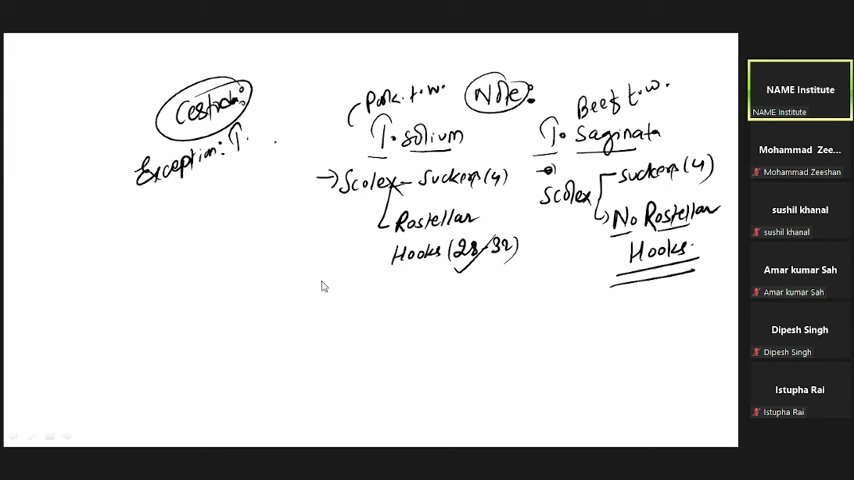 Cestoda:
Exception: T.
Note:
Pork. t.w.
T. solium
→ Scolex – Suckers (4)
Rostellar
Hooks (28-32)
Beef t.w.
T. Saginata
→ Scolex
Suckers (4)
No Rostellar
Hooks.
NAME Institute
NAME Institute
Mohammad Zee...
Mohammad Zeeshan
sushil khanal
sushil khanal
Amar kumar Sah
Amar kumar Sah
Dipesh Singh
Dipesh Singh
Istupha Rai
Istupha Rai